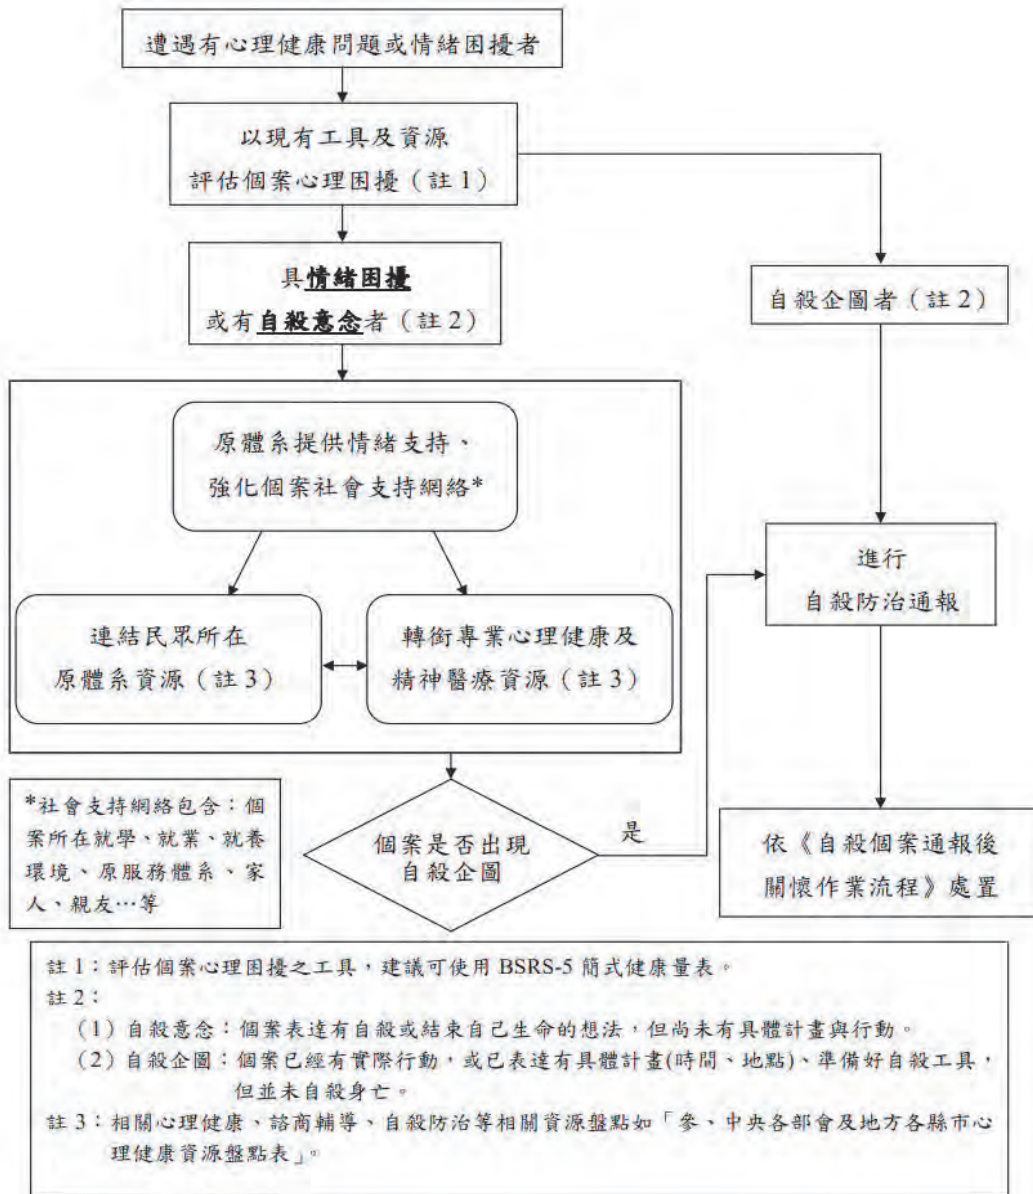 遭遇有心理健康問題或情緒困擾者
以現有工具及資源
評估個案心理困擾（註1）
具情緒困擾
或有自殺意念者（註2）
自殺企圖者（註2）
原體系提供情緒支持、
強化個案社會支持網絡*
連結民眾所在
原體系資源（註3）
轉銜專業心理健康及
精神醫療資源（註3）
進行
自殺防治通報
*社會支持網絡包含：個
案所在就學、就業、就養
環境、原服務體系、家
人、親友…等
個案是否出現
自殺企圖
是
依《自殺個案通報後
關懷作業流程》處置
註1：評估個案心理困擾之工具，建議可使用 BSRS-5 簡式健康量表。
註2：
（1）自殺意念：個案表達有自殺或結束自己生命的想法，但尚未有具體計畫與行動。
（2）自殺企圖：個案已經有實際行動，或已表達有具體計畫(時間、地點)、準備好自殺工具，
但並未自殺身亡。
註3：相關心理健康、諮商輔導、自殺防治等相關資源盤點如「參、中央各部會及地方各縣市心
理健康資源盤點表」。